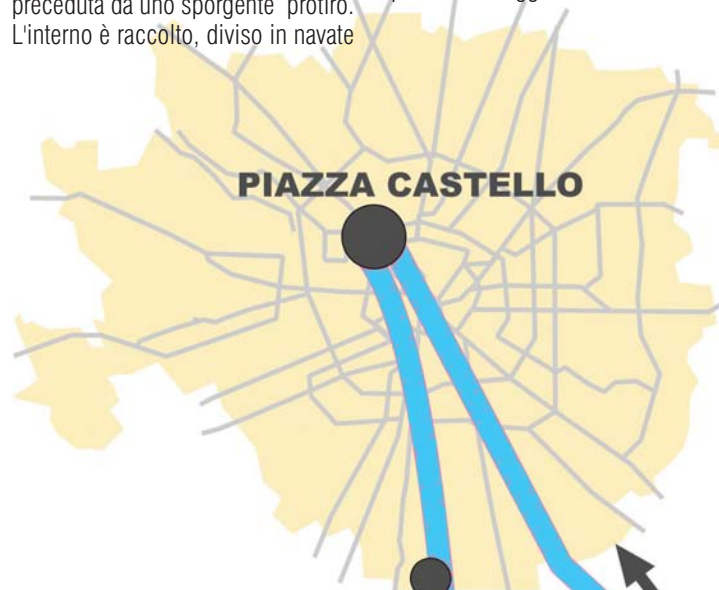 preceduta da uno sporgente protiro.
L'interno è raccolto, diviso in navate
PIAZZA CASTELLO